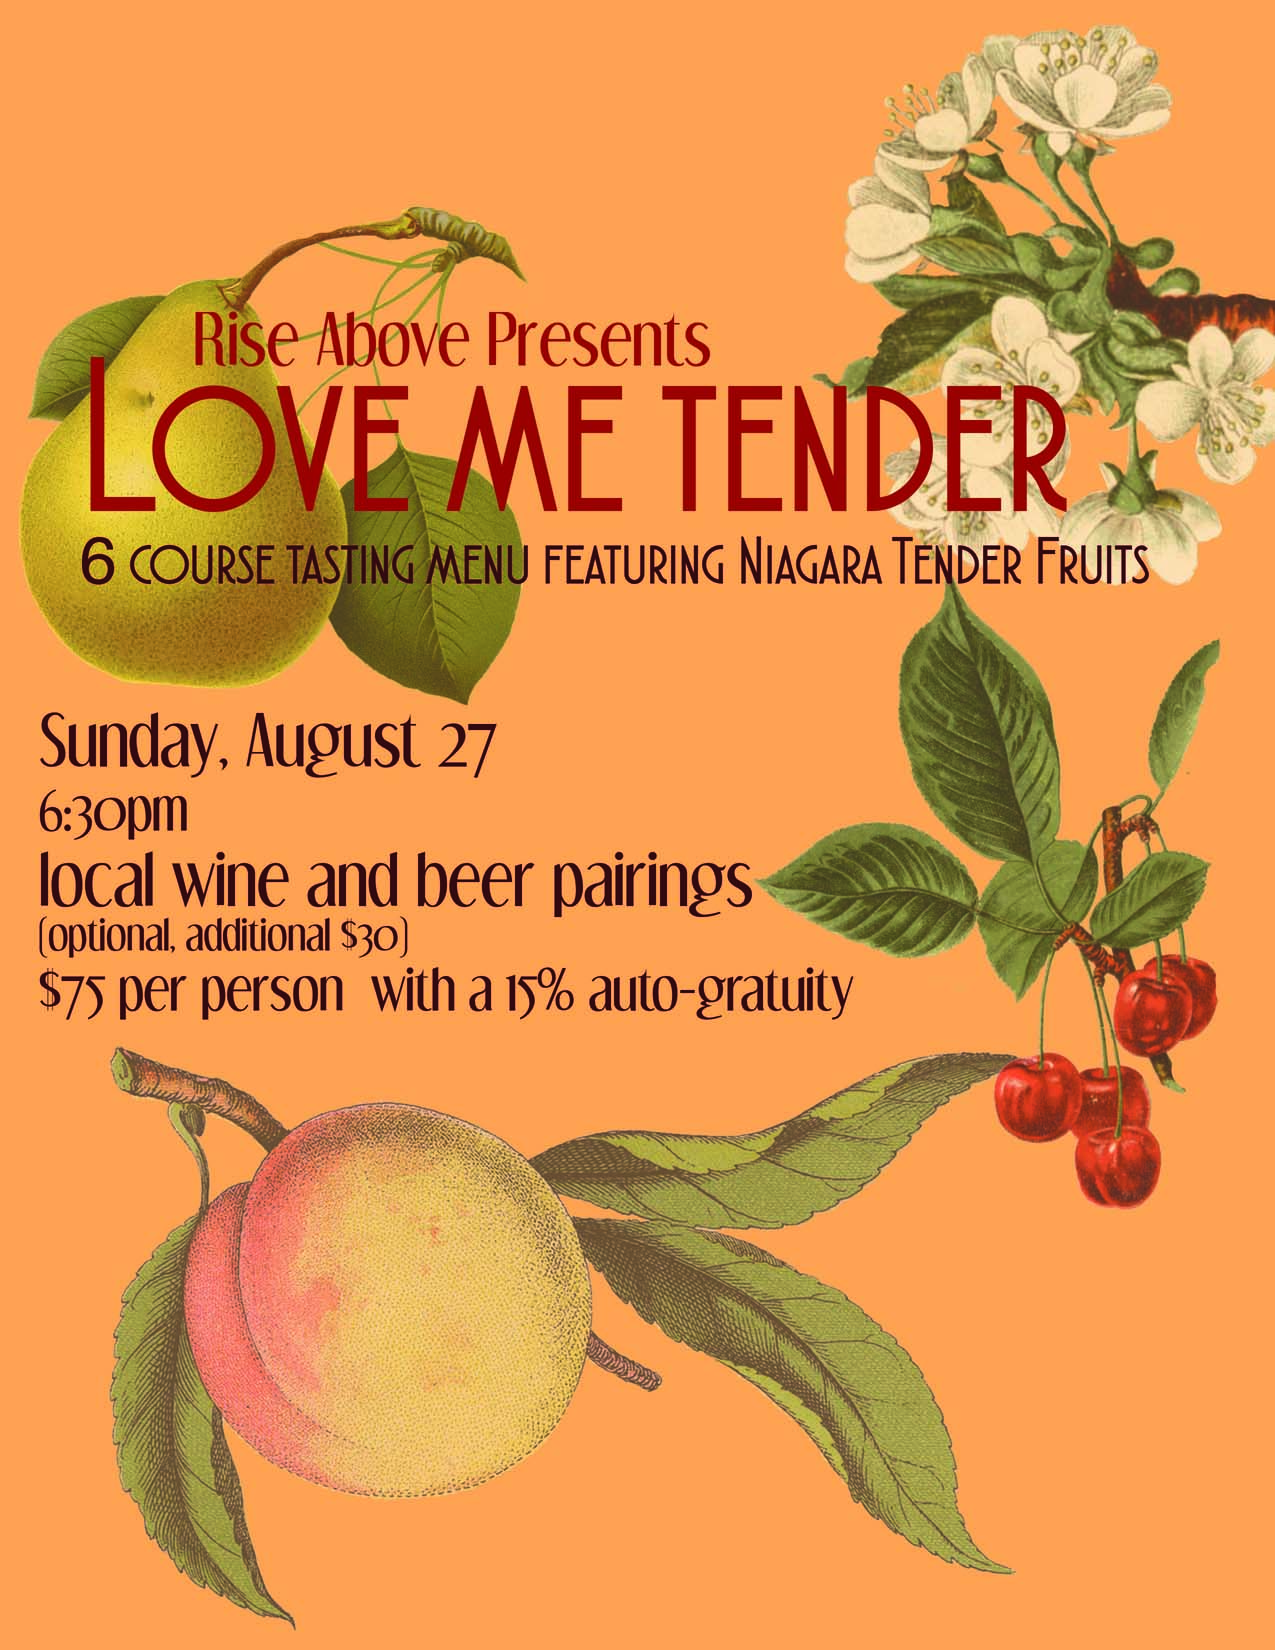 Rise Above Presents
Love me tender
6 course tasting menu featuring Niagara Tender Fruits
Sunday, August 27
6:30pm
local wine and beer pairings
(optional, additional $30)
$75 per person with a 15% auto-gratuity